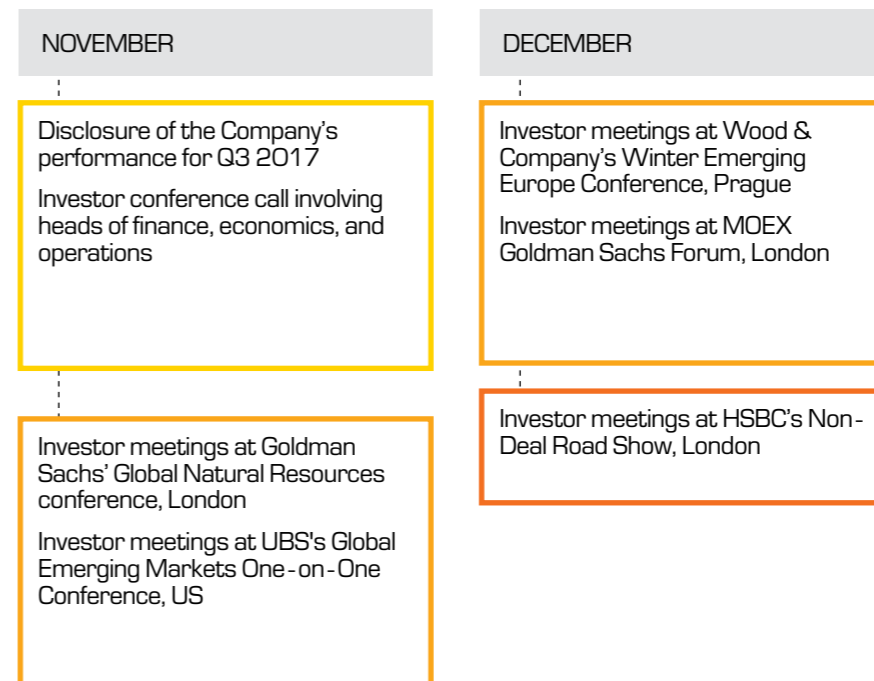 NOVEMBER
Disclosure of the Company's
performance for Q3 2017
Investor conference call involving
heads of finance, economics, and
operations
Investor meetings at Goldman
Sachs' Global Natural Resources
conference, London
Investor meetings at UBS's Global
Emerging Markets One-on-One
Conference, US
DECEMBER
Investor meetings at Wood &
Company's Winter Emerging
Europe Conference, Prague
Investor meetings at MOEX
Goldman Sachs Forum, London
Investor meetings at HSBC's Non-
Deal Road Show, London